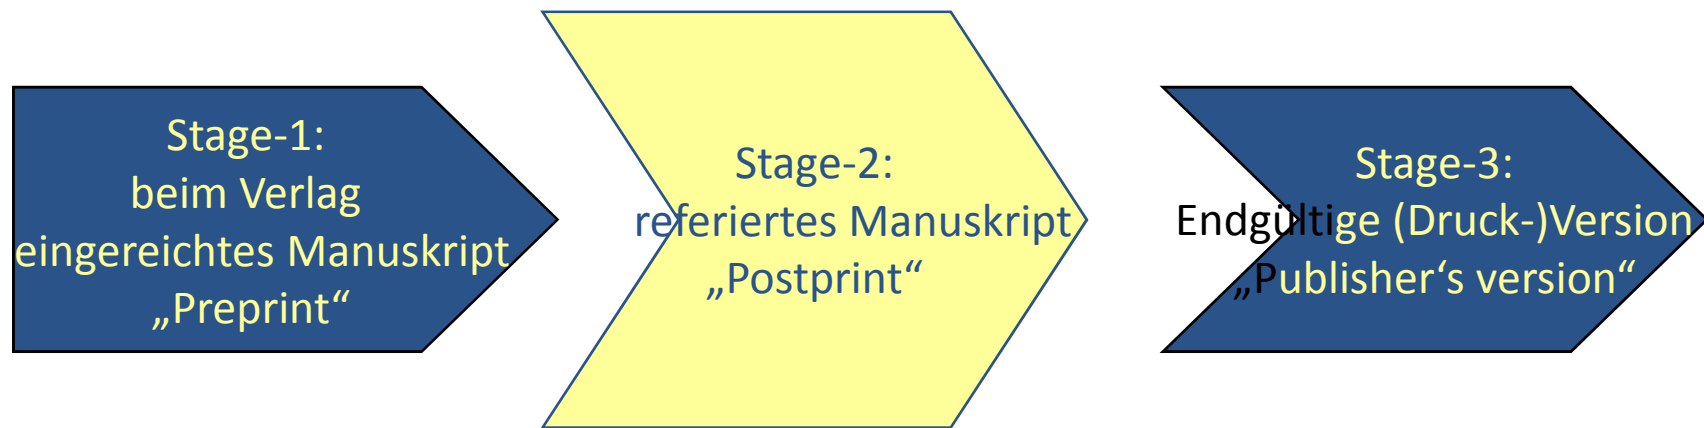 Stage-1:
beim Verlag
eingereichtes Manuskript
„Preprint“
Stage-2:
referiertes Manuskript
„Postprint“
Stage-3:
Endgültige (Druck-)Version
„Publisher‘s version“